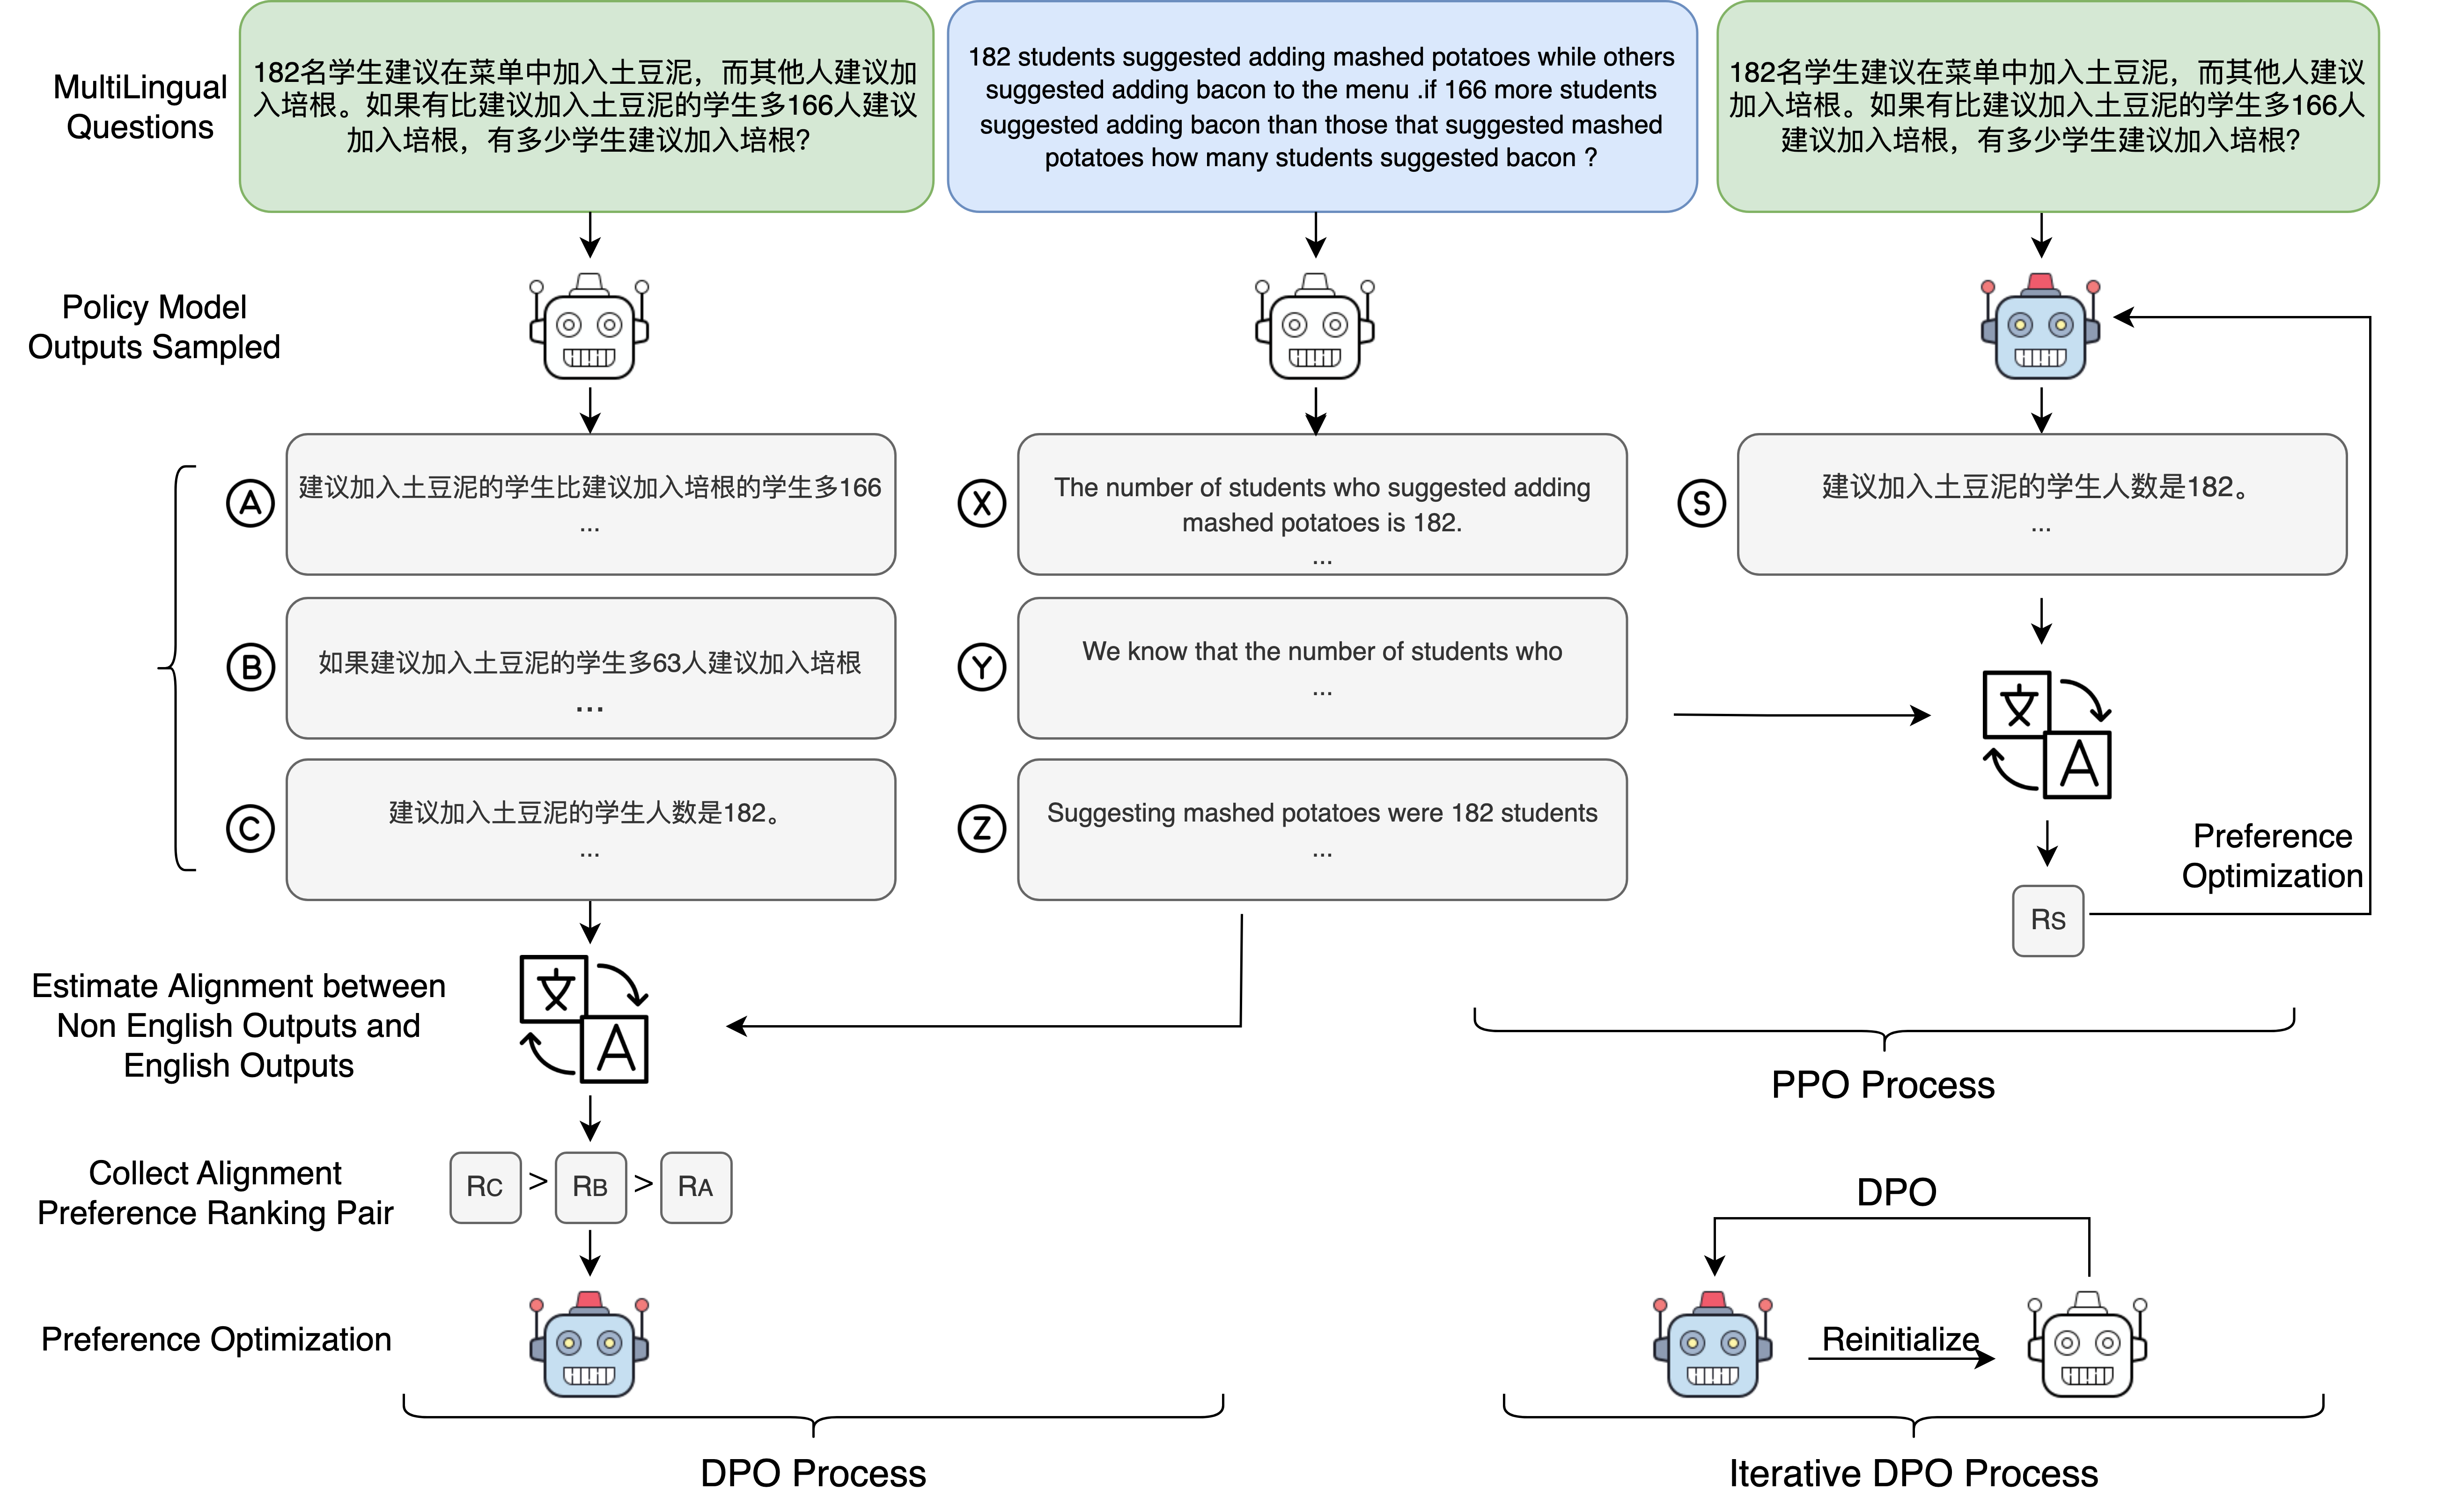 MultiLingual
Questions
182名学生建议在菜单中加入土豆泥，而其他人建议加
入培根。如果有比建议加入土豆泥的学生多166人建议
加入培根，有多少学生建议加入培根？
182 students suggested adding mashed potatoes while others
suggested adding bacon to the menu .if 166 more students
suggested adding bacon than those that suggested mashed
potatoes how many students suggested bacon ?
182名学生建议在菜单中加入土豆泥，而其他人建议
加入培根。如果有比建议加入土豆泥的学生多166人
建议加入培根，有多少学生建议加入培根？
Policy Model
Outputs Sampled
A
建议加入土豆泥的学生比建议加入培根的学生多166
...
X
The number of students who suggested adding
mashed potatoes is 182.
...
S
建议加入土豆泥的学生人数是182。
...
B
如果建议加入土豆泥的学生多63人建议加入培根
...
Y
We know that the number of students who
...
文
A
C
建议加入土豆泥的学生人数是182。
...
Z
Suggesting mashed potatoes were 182 students
...
Preference
Optimization
RS
Estimate Alignment between
Non English Outputs and
English Outputs
文
A
PPO Process
Collect Alignment
Preference Ranking Pair
RC > RB > RA
DPO
Preference Optimization
Reinitialize
DPO Process
Iterative DPO Process